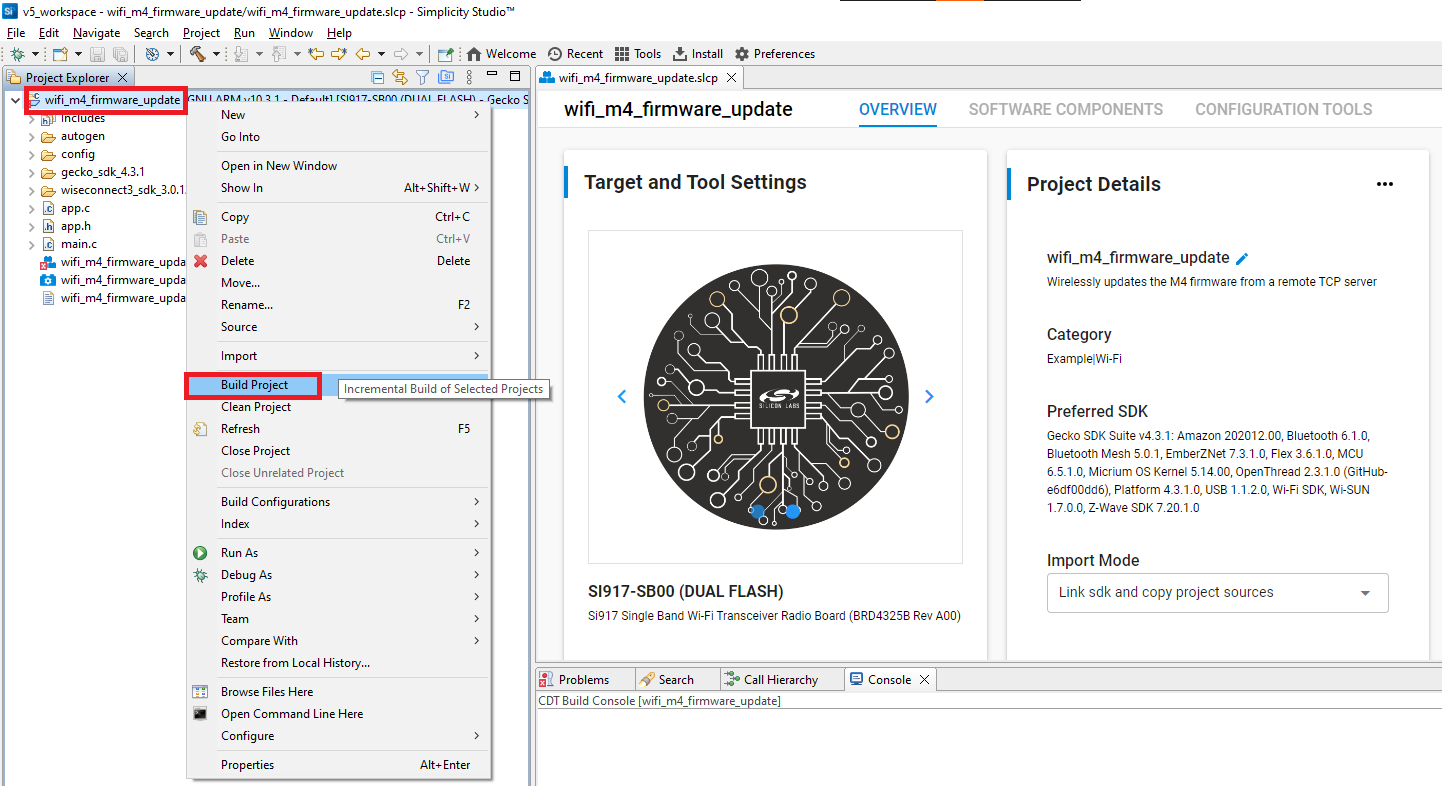 v5_workspace - wifi_m4_firmware_update/wifi_m4_firmware_update.slcp - Simplicity Studio™
File Edit Navigate Search Project Run Window Help
Welcome Recent Tools Install Preferences
Project Explorer
wifi_m4_firmware_update [GNU ARM v10.3.1 - Default] [SI917-SB00 (DUAL FLASH) - Gecko S
Includes
autogen
config
gecko_sdk_4.3.1
wiseconnect3_sdk_3.0.1
app.c
app.h
main.c
wifi_m4_firmware_upda
wifi_m4_firmware_upda
wifi_m4_firmware_upda
New
Go Into
Open in New Window
Show In Alt+Shift+W
Copy Ctrl+C
Paste Ctrl+V
Delete Delete
Move...
Rename... F2
Source
Import
Build Project
Incremental Build of Selected Projects
Clean Project
Refresh F5
Close Project
Close Unrelated Project
Build Configurations
Index
Run As
Debug As
Profile As
Team
Compare With
Restore from Local History...
Browse Files Here
Open Command Line Here
Configure
Properties Alt+Enter
wifi_m4_firmware_update.slcp
wifi_m4_firmware_update OVERVIEW SOFTWARE COMPONENTS CONFIGURATION TOOLS
Target and Tool Settings
SILICON LABS
SI917-SB00 (DUAL FLASH)
Si917 Single Band Wi-Fi Transceiver Radio Board (BRD4325B Rev A00)
Project Details
wifi_m4_firmware_update
Wirelessly updates the M4 firmware from a remote TCP server
Category
Example|Wi-Fi
Preferred SDK
Gecko SDK Suite v4.3.1: Amazon 202012.00, Bluetooth 6.1.0,
Bluetooth Mesh 5.0.1, EmberZNet 7.3.1.0, Flex 3.6.1.0, MCU
6.5.1.0, Micrium OS Kernel 5.14.00, OpenThread 2.3.1.0 (GitHub-
e6df00dd6), Platform 4.3.1.0, USB 1.1.2.0, Wi-Fi SDK, Wi-SUN
1.7.0.0, Z-Wave SDK 7.20.1.0
Import Mode
Link sdk and copy project sources
Problems Search Call Hierarchy Console
CDT Build Console [wifi_m4_firmware_update]